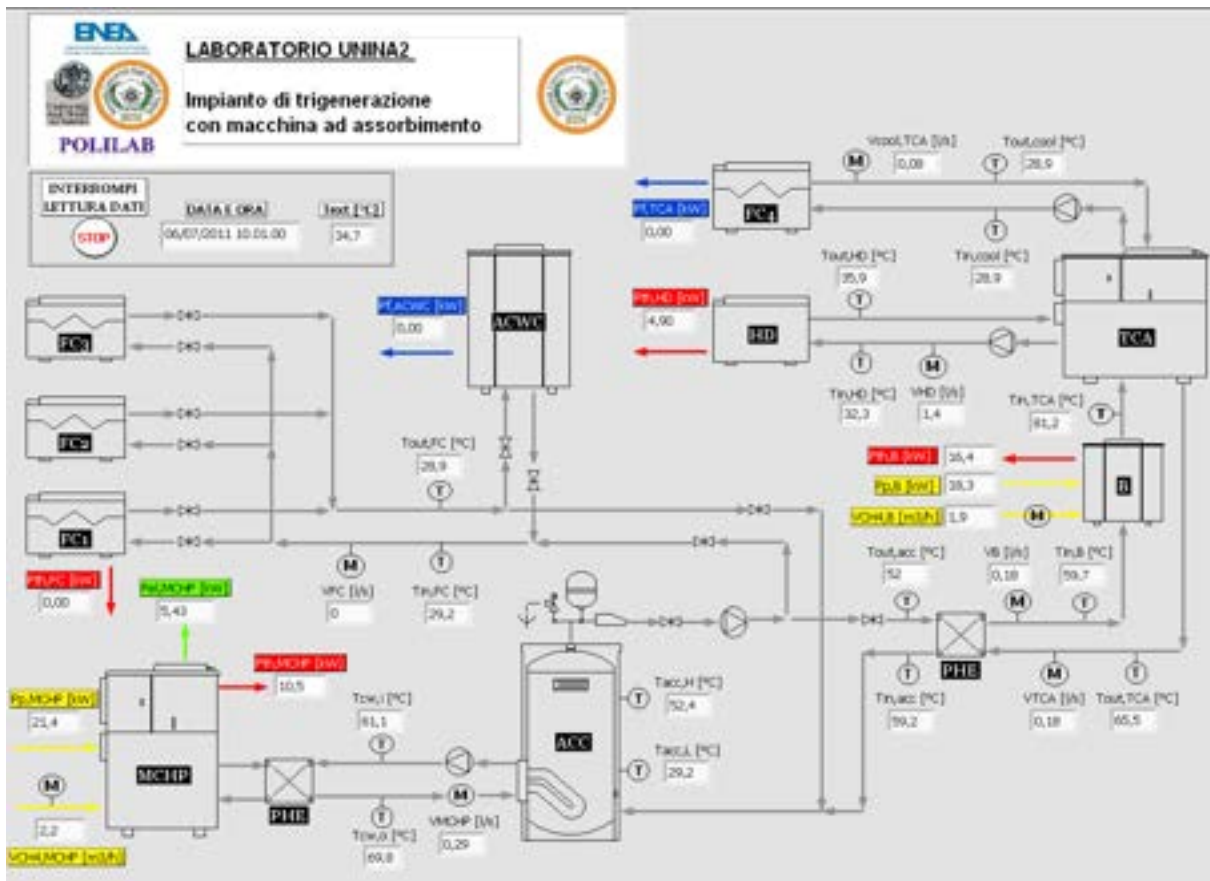 ENEA
LABORATORIO UNINA2
Impianto di trigenerazione
con macchina ad assorbimento
POLILAB
INTERROMPI
LETTURA DATI
STOP
DATA E ORA
06/07/2011 10.01.00
Text [°C]
34,7
Vcool,TCA [l/s]
0,08
Tout,cool [°C]
28,9
FC4
Pf,TCA [kW]
0,00
Tin,cool [°C]
28,9
Tout,HD [°C]
35,9
Pth,HD [kW]
4,90
HD
TCA
Tin,HD [°C]
32,3
VHD [l/s]
1,4
Tin,TCA [°C]
81,2
Pf,ACWC [kW]
0,00
ACWC
FC3
FC2
FC1
Tout,FC [°C]
28,9
Pth,B [kW]
16,4
Pp,B [kW]
18,3
VCH4,B [m3/h]
1,9
B
M
T
Pth,FC [kW]
0,00
Pel,MCHP [kW]
5,43
VFC [l/s]
0
Tin,FC [°C]
29,2
Tout,acc [°C]
52
VB [l/s]
0,18
Tin,B [°C]
59,7
PHE
Tin,acc [°C]
59,2
VTCA [l/s]
0,18
Tout,TCA [°C]
65,5
Pth,MCHP [kW]
10,5
Pp,MCHP [kW]
21,4
MCHP
2,2
VCH4,MCHP [m3/h]
Tcw,i [°C]
61,1
PHE
Tcw,o [°C]
69,8
VMCHP [l/s]
0,29
ACC
Tacc,H [°C]
52,4
Tacc,L [°C]
29,2